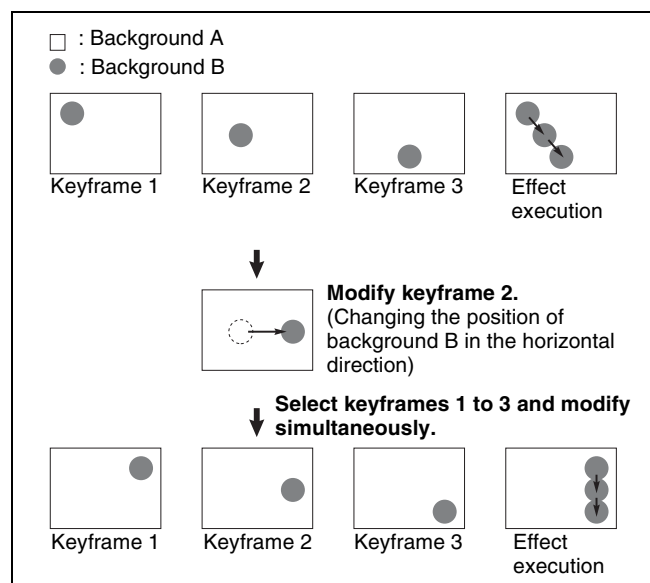 : Background A
: Background B
Keyframe 1
Keyframe 2
Keyframe 3
Effect
execution
Modify keyframe 2.
(Changing the position of
background B in the horizontal
direction)
Select keyframes 1 to 3 and modify
simultaneously.
Keyframe 1
Keyframe 2
Keyframe 3
Effect
execution